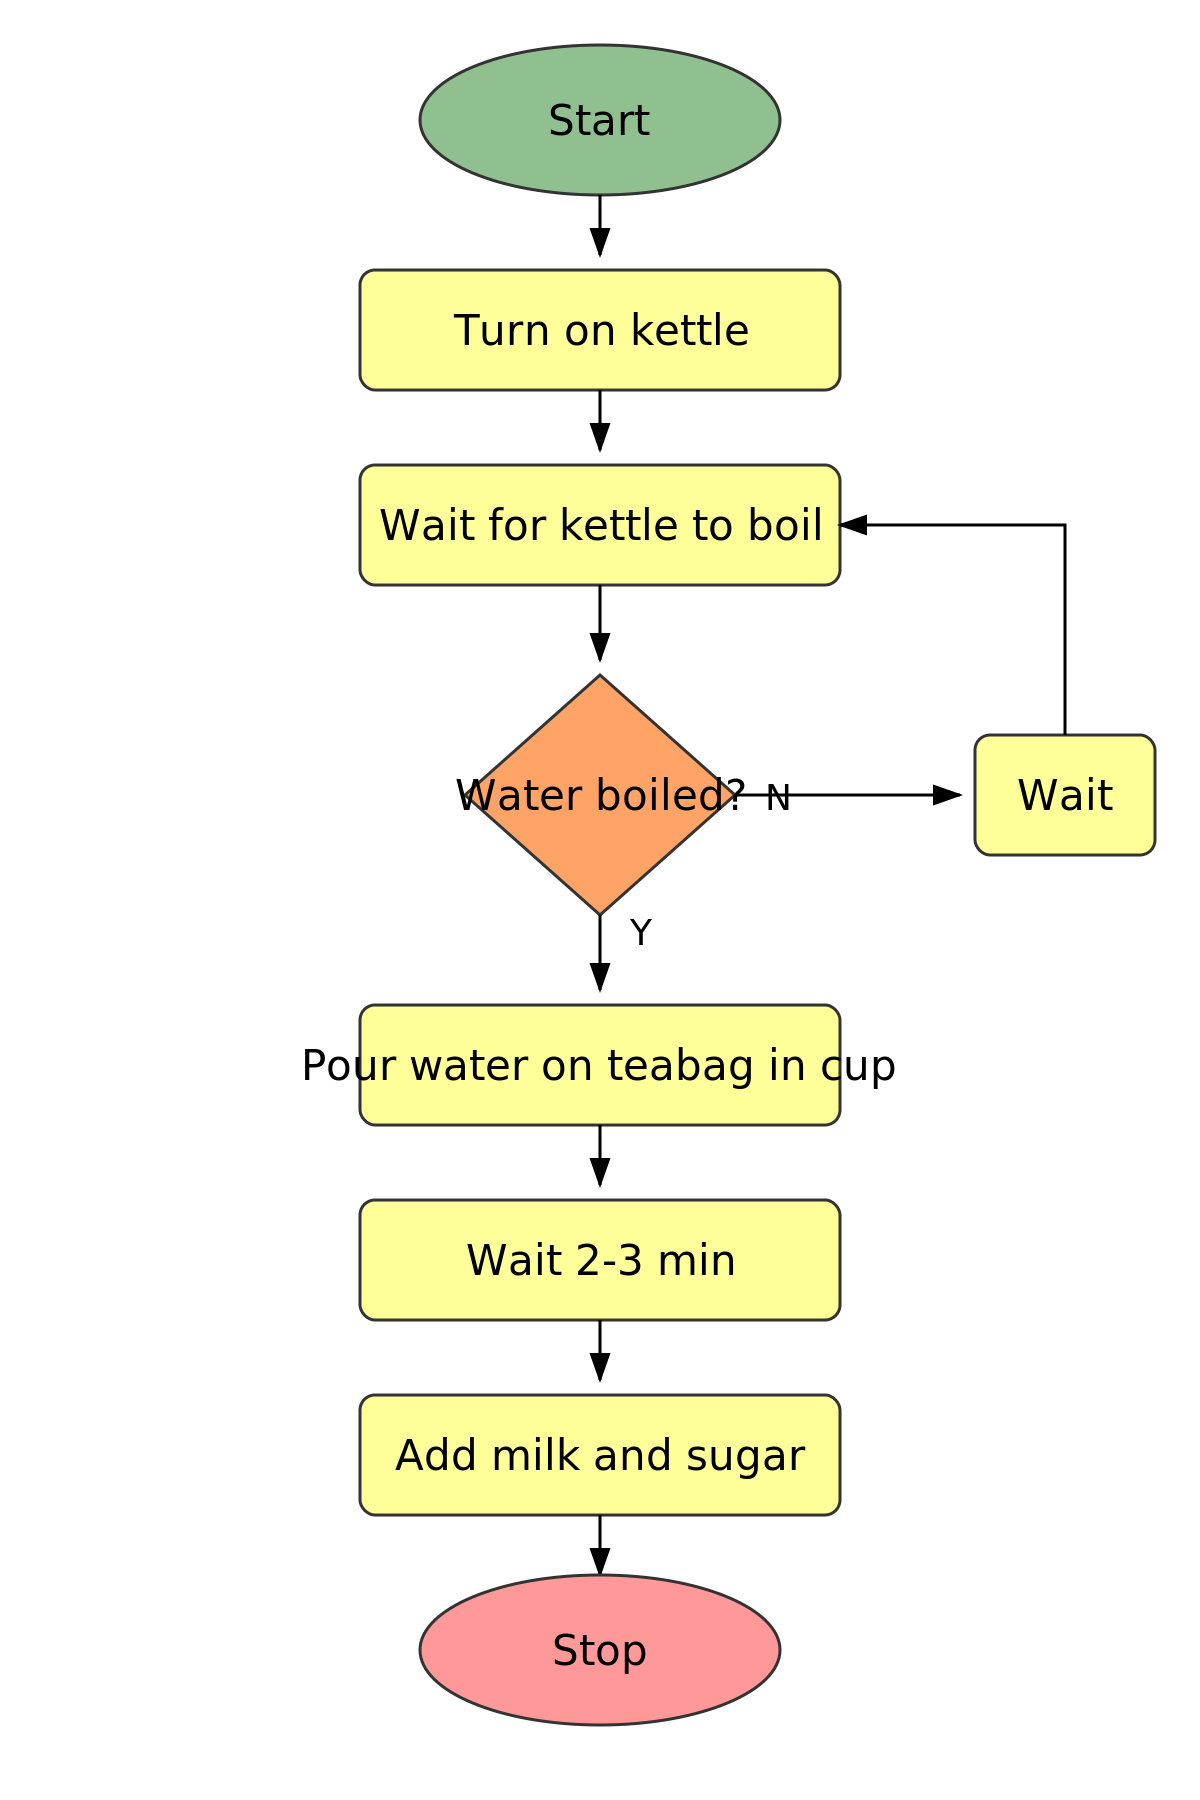 Start
Turn on kettle
Wait for kettle to boil
Water boiled?
N
Wait
Y
Pour water on teabag in cup
Wait 2-3 min
Add milk and sugar
Stop